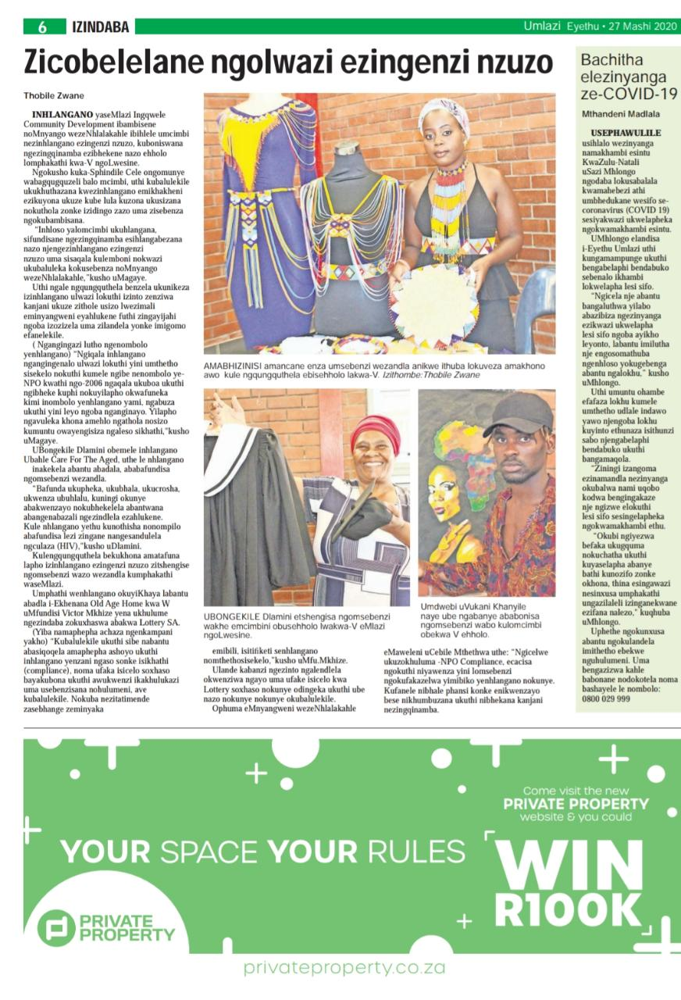 6
IZINDABA
Umlazi Eyethu • 27 Mashi 2020
Zicobelelane ngolwazi ezingenzi nzuzo
Thobile Zwane
INHLANGANO yaseMlazi Ingqwele
Community Development ibambisene
noMnyango wezeNhlalakahle ibihlele umcimbi
nezinhlangano ezingenzi nzuzo, kuboniswana
ngezingqinamba ezibhekene nazo ehholo
lomphakathi kwa-V ngoLwesine.
Ngokusho kuka-Sphindile Cele ongomunye
wabagqugquzeli balo mcimbi, uthi kubalulekile
ukukhuthazana kwezinhlangano emikhakheni
ezikuyona ukuze kube lula kuzona ukusizana
nokuthola zonke izidingo zazo uma zisebenza
ngokubambisana.
"Inhloso yalomcimbi ukuhlangana,
sifundisane ngezingqinamba esihlangabezana
nazo njengezinhlangano ezingenzi
nzuzo uma sisaqala kulemboni nokwazi
ukubaluleka kokusebenza noMnyango
wezeNhlalakahle,"kusho uMagaye.
Uthi ngale ngqungquthela benzela ukunikeza
izinhlangano ulwazi lokuthi izinto zenziwa
kanjani ukuze zithole usizo lwezimali
eminyangweni eyahlukene futhi zingayijahi
ngoba izozizela uma zilandela yonke imigomo
efanelekile.
( Ngangingazi lutho ngenombolo
yenhlangano) "Ngiqala inhlangano
ngangingenalo ulwazi lokuthi yini umthetho
sisekelo nokuthi kumele ngibe nenombolo ye-
NPO kwathi ngo-2006 ngaqala ukuboa ukuthi
ngibheke kuphi nokuyilapho okwafuneka
kimi inombolo yenhlangano yami, ngabuza
ukuthi yini leyo ngoba nganginayo. Yilapho
ngavuleka khona amehlo ngathola nosizo
kumuntu owayengisiza ngaleso sikhathi,"kusho
uMagaye.
UBongekile Dlamini obemele inhlangano
Ubahle Care For The Aged, uthe le nhlangano
inakekela abantu abadala, ababafundisa
ngomsebenzi wezandla.
"Bafunda ukupheka, ukubhala, ukucrosha,
ukwenza ubuhlalu, kuningi okunye
abakwenzayo nokubhekelela abantwana
abangenabazali ngezindlela ezahlukene.
Kule nhlangano yethu kunothisha nonompilo
abafundisa lezi zingane nangesandulela
ngculaza (HIV),"kusho uDlamini.
Kulengqungquthela bekukhona amatafuna
lapho izinhlangano ezingenzi nzuzo zitshengise
ngomsebenzi wazo wezandla kumphakathi
waseMlazi.
Umphathi wenhlangano okuyiKhaya labantu
abadla i-Ekhenana Old Age Home kwa W
uMfundisi Victor Mkhize yena ukhulume
ngezindaba zokuxhaswa abakwa Lottery SA.
(Yiba namaphepha achaza ngenkampani
yakho) "Kubalulekile ukuthi sibe nabantu
abasiqoqela amaphepha ashoyo ukuthi
inhlangano yenzani ngaso sonke isikhathi
(compliance), noma ufaka isicelo soxhaso
bayakubona ukuthi awukwenzi ikakhulukazi
uma usebenzisana nohulumeni, ave
kubalulekile. Nokuba nezitatimende
zasebhange zeminyaka
AMABHIZINISI amancane enza umsebenzi wezandla anikwe ithuba lokuveza amakhono
awo kule ngqungquthela ebisehholo lakwa-V. Izithombe:Thobile Zwane
UBONGEKILE Dlamini etshengisa ngomsebenzi
wakhe emcimbini obusehholo lwakwa-V eMlazi
ngoLwesine.
Umdwebi uVukani Khanyile
naye ube ngabanye ababonisa
ngomsebenzi wabo kulomcimbi
obekwa V ehholo.
emibili, isitifiketi senhlangano
nomthethosisekelo,"kusho uMfu.Mkhize.
Ulande kabanzi ngezinto ngalendlela
okwenziwa ngayo uma ufake isicelo kwa
Lottery soxhaso nokunye odingeka ukuthi ube
nazo nokunye nokunye okubalulekile.
Ophuma eMnyangweni wezeNhlalakahle
eMaweleni uCebile Mthethwa uthe: "Ngicelwe
ukuzokhuluma -NPO Compliance, ecacisa
ngokuthi niyawenza yini lomsebenzi
ngokufakazelwa yimibiko yenhlangano nokunye.
Kufanele nibhale phansi konke enikwenzayo
bese nikhumbuzana ukuthi nibhekana kanjani
nezingqinamba.
Bachitha
elezinyanga
ze-COVID-19
Mthandeni Madlala
USEPHAWULILE
usihlalo wezinyanga
namakhambi esintu
KwaZulu-Natali
uSazi Mhlongo
ngodaba lokusabalala
kwamahebezi athi
umbhedukane wesifo se-
coronavirus (COVID 19)
sesiyakwazi ukwelapheka
ngokwamakhambi esintu.
UMhlongo elandisa
i-Eyethu Umlazi uthi
kungamampunge ukuthi
bengabelaphi bendabuko
sebenalo ikhambi
lokwelapha lesi sifo.
"Ngicela nje abantu
bangaluthwa yilabo
abazibiza ngezinyanga
ezikwazi ukwelapha
lesi sifo ngoba ayikho
leyonto, labantu imilutha
nje engosomathuba
ngenhloso yokugebenga
abantu ngalokhu," kusho
uMhlongo.
Uthi umuntu ohambe
efafaza lokhu kumele
umthetho udlale indawo
yawo njengoba lokhu
kuyinto ethunaza isithunzi
sabo njengabelaphi
bendabuko ukuthi
bangamaqola.
"Ziningi izangoma
ezinamandla nezinyanga
okubalwa nami uqobo
kodwa bengingakaze
nje ngizwe elokuthi
lesi sifo sesingelapheka
ngokwamakhambi ethu.
"Okubi ngiyezwa
befaka ukugquma
nokuchatha ukuthi
kuyaselapha abanye
bathi kunozifo zonke
okhona, thina esingawazi
nesinxusa umphakathi
ungazilaleli izinganekwane
ezifana nalezo," kuqhuba
uMhlongo.
Uphethe ngokunxusa
abantu ngokulandela
imithetho ebekwe
nguhulumeni. Uma
bengazizwa kahle
babonane nodokotela noma
bashayele le nombolo:
0800 029 999
Come visit the new
PRIVATE PROPERTY
website & you could
YOUR SPACE YOUR RULES
WIN
R100K
PRIVATE
PROPERTY
privateproperty.co.za